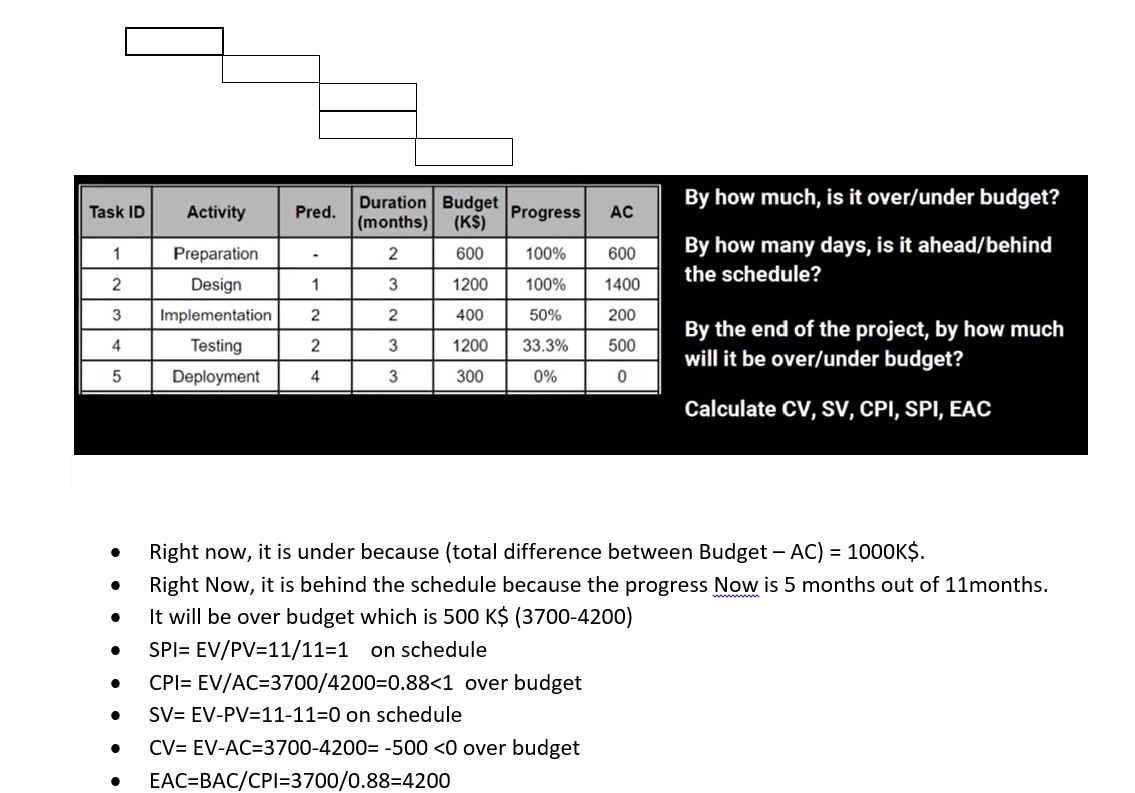 Task ID Activity Pred. Duration (months) Budget (K$) Progress AC
1 Preparation - 2 600 100% 600
2 Design 1 3 1200 100% 1400
3 Implementation 2 2 400 50% 200
4 Testing 2 3 1200 33.3% 500
5 Deployment 4 3 300 0% 0
By how much, is it over/under budget?
By how many days, is it ahead/behind
the schedule?
By the end of the project, by how much
will it be over/under budget?
Calculate CV, SV, CPI, SPI, EAC
• Right now, it is under because (total difference between Budget – AC) = 1000K$.
• Right Now, it is behind the schedule because the progress Now is 5 months out of 11months.
• It will be over budget which is 500 K$ (3700-4200)
• SPI= EV/PV=11/11=1 on schedule
• CPI= EV/AC=3700/4200=0.88<1 over budget
• SV= EV-PV=11-11=0 on schedule
• CV= EV-AC=3700-4200= -500 <0 over budget
• EAC=BAC/CPI=3700/0.88=4200